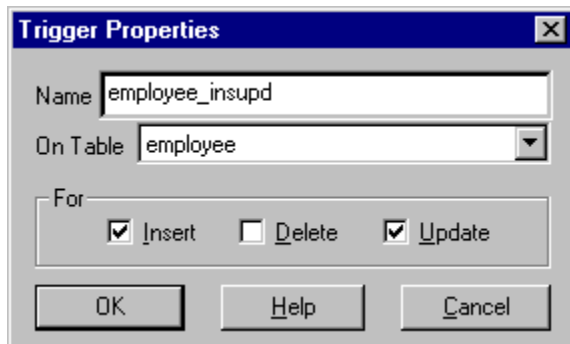 Trigger Properties
Name employee_insupd
On Table employee
For
Insert Delete Update
OK Help Cancel